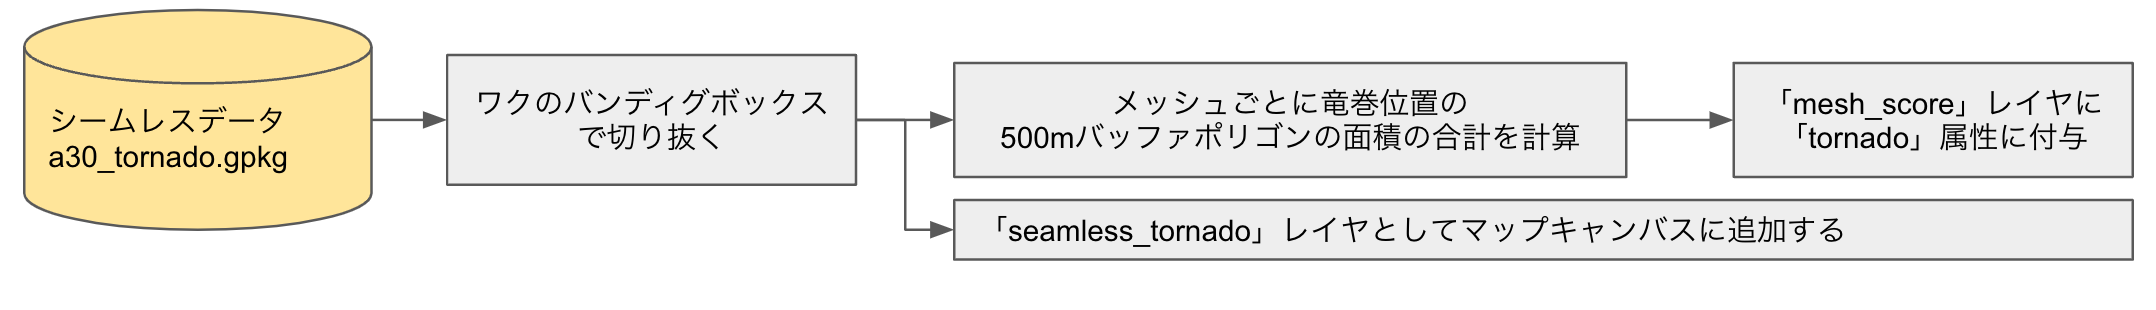 シームレスデータ
a30_tornado.gpkg
ワクのバンディグボックス
で切り抜く
メッシュごとに竜巻位置の
500mバッファポリゴンの面積の合計を計算
「mesh_score」レイヤに
「tornado」属性に付与
「seamless_tornado」レイヤとしてマップキャンバスに追加する